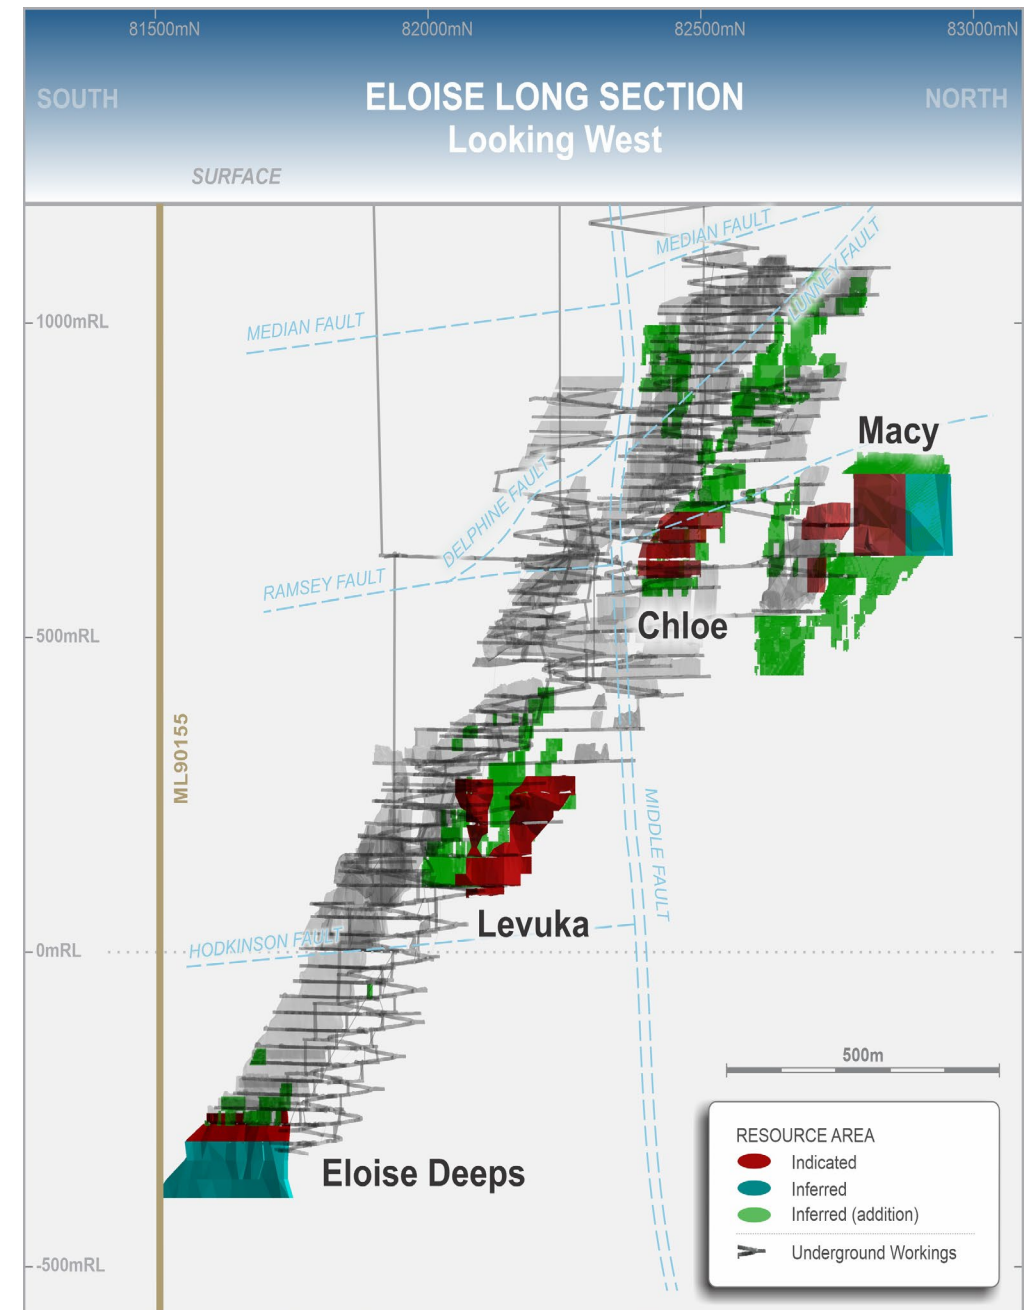 81500mN
82000mN
82500mN
83000mN
SOUTH
ELOISE LONG SECTION
NORTH
Looking West
SURFACE
MEDIAN FAULT
LUNNEY FAULT
1000mRL
MEDIAN FAULT
Macy
DELPHINE FAULT
RAMSEY FAULT
500mRL
Chloe
ML90155
MIDDLE FAULT
Levuka
HODKINSON FAULT
0mRL
500m
RESOURCE AREA
Indicated
Inferred
Inferred (addition)
Underground Workings
Eloise Deeps
-500mRL